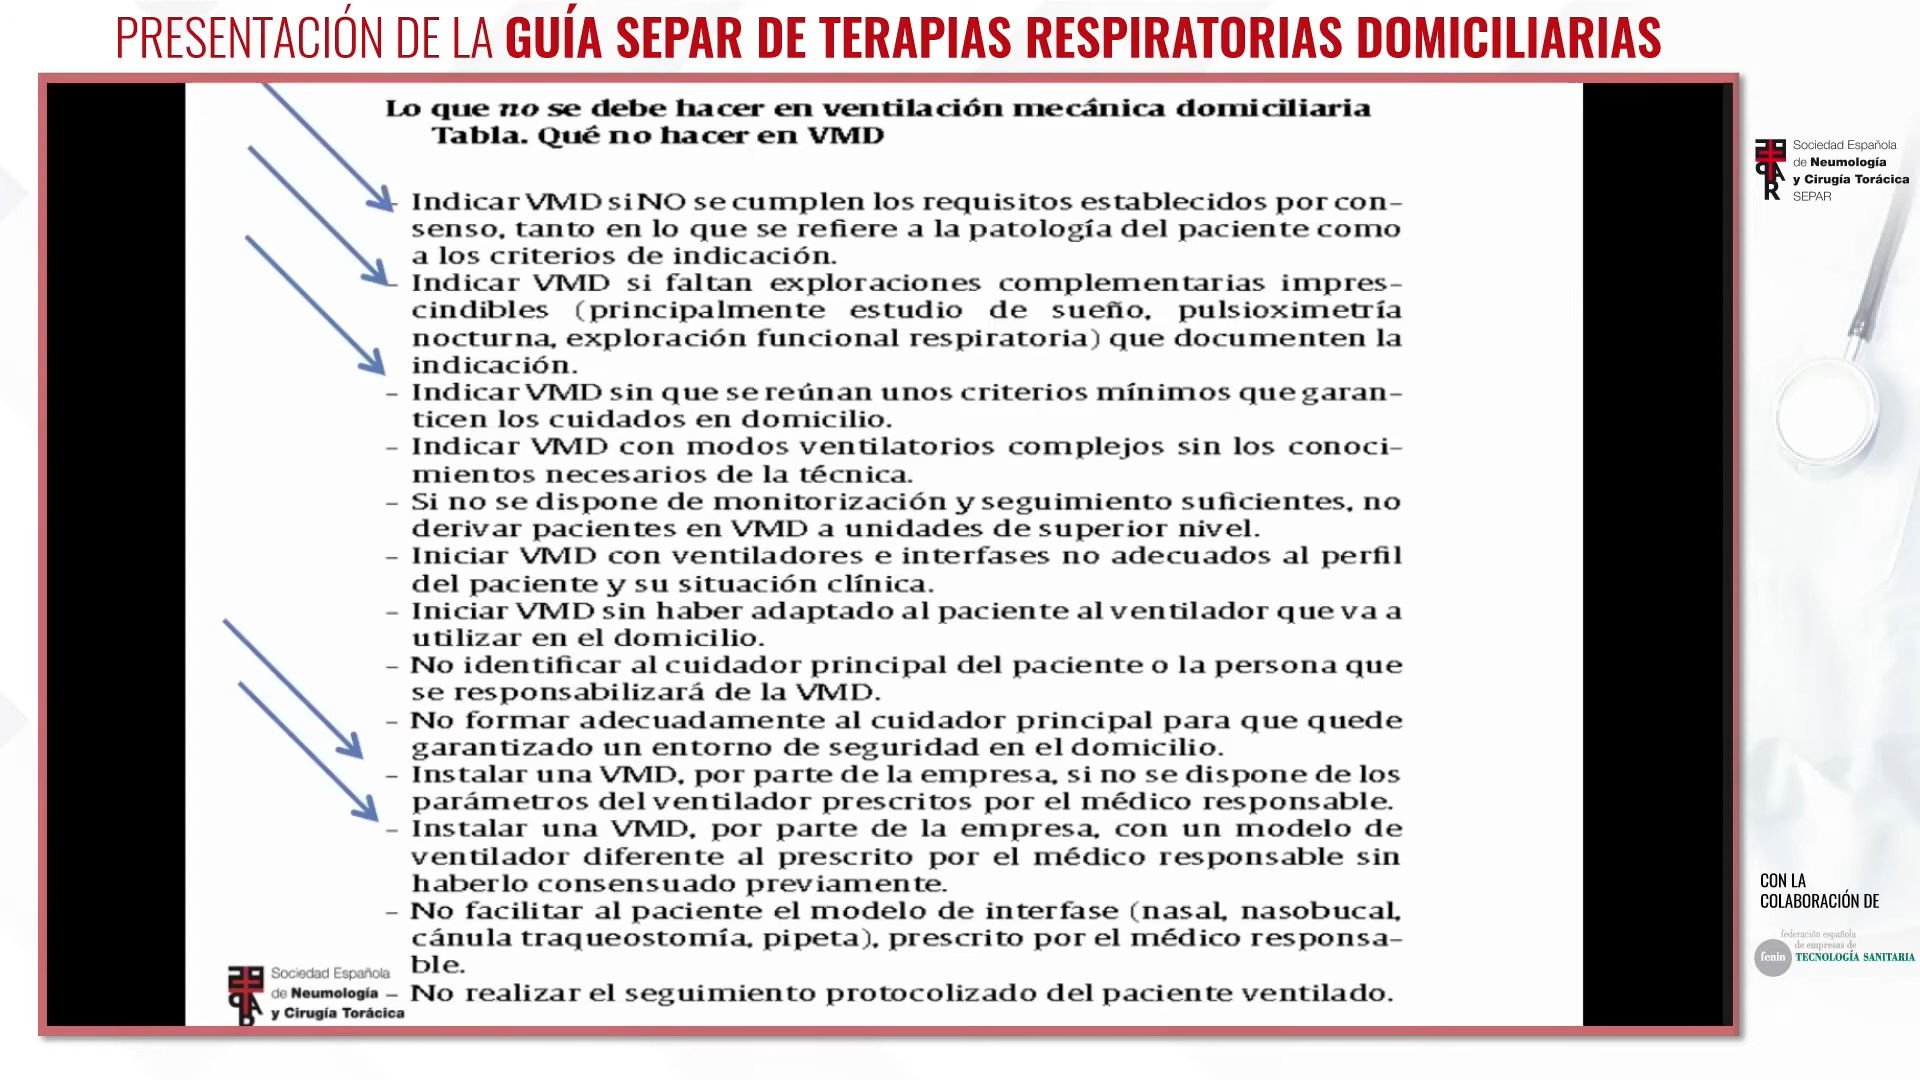 PRESENTACIÓN DE LA GUÍA SEPAR DE TERAPIAS RESPIRATORIAS DOMICILIARIAS
Lo que no se debe hacer en ventilación mecánica domiciliaria
Tabla. Qué no hacer en VMD
– Indicar VMD si NO se cumplen los requisitos establecidos por con-
senso, tanto en lo que se refiere a la patología del paciente como
a los criterios de indicación.
– Indicar VMD si faltan exploraciones complementarias impres-
cindibles (principalmente estudio de sueño, pulsioximetría
nocturna, exploración funcional respiratoria) que documenten la
indicación.
– Indicar VMD sin que se reúnan unos criterios mínimos que garan-
ticen los cuidados en domicilio.
– Indicar VMD con modos ventilatorios complejos sin los conoci-
mientos necesarios de la técnica.
– Si no se dispone de monitorización y seguimiento suficientes, no
derivar pacientes en VMD a unidades de superior nivel.
– Iniciar VMD con ventiladores e interfases no adecuados al perfil
del paciente y su situación clínica.
– Iniciar VMD sin haber adaptado al paciente al ventilador que va a
utilizar en el domicilio.
– No identificar al cuidador principal del paciente o la persona que
se responsabilizará de la VMD.
– No formar adecuadamente al cuidador principal para que quede
garantizado un entorno de seguridad en el domicilio.
– Instalar una VMD, por parte de la empresa, si no se dispone de los
parámetros del ventilador prescritos por el médico responsable.
– Instalar una VMD, por parte de la empresa, con un modelo de
ventilador diferente al prescrito por el médico responsable sin
haberlo consensuado previamente.
– No facilitar al paciente el modelo de interfase (nasal, nasobucal,
cánula traqueostomía, pipeta), prescrito por el médico responsa-
ble.
– No realizar el seguimiento protocolizado del paciente ventilado.
Sociedad Española
de Neumología
y Cirugía Torácica
Sociedad Española
de Neumología
y Cirugía Torácica
SEPAR
CON LA
COLABORACIÓN DE
federación española
de empresas de
fenin TECNOLOGÍA SANITARIA